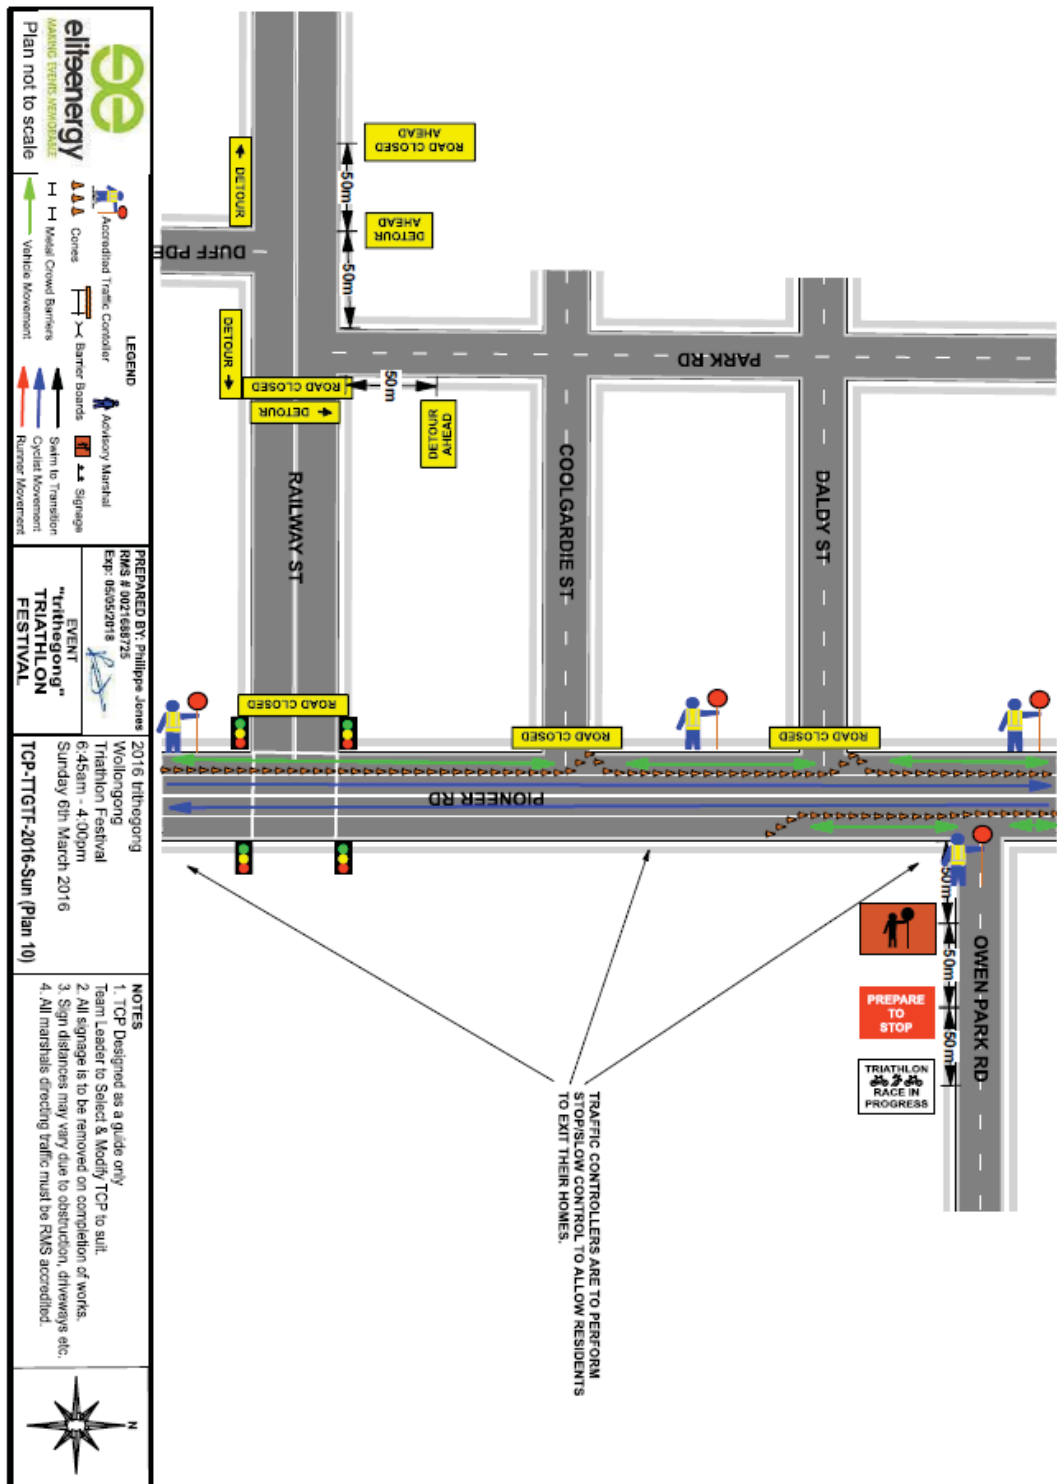 ROAD CLOSED
AHEAD
50m
DETOUR
AHEAD
50m
DETOUR
DUFF PDE
DETOUR
ROAD CLOSED
DETOUR
50m
DETOUR
AHEAD
PARK RD
RAILWAY ST
COOLGARDIE ST
DALDY ST
ROAD CLOSED
ROAD CLOSED
ROAD CLOSED
PIONEER RD
OWEN PARK RD
50m
50m
50m
PREPARE
TO
STOP
TRIATHLON
RACE IN
PROGRESS
TRAFFIC CONTROLLERS ARE TO PERFORM
STOP/SLOW CONTROL TO ALLOW RESIDENTS
TO EXIT THEIR HOMES.
eliteenergy
MAKING EVENTS MEMORABLE
Plan not to scale
LEGEND
Accredited Traffic Contoller
Advisory Marshal
Cones
Barrier Boards
Signage
Metal Crowd Barriers
Swim to Transition
Vehicle Movement
Cyclist Movement
Runner Movement
PREPARED BY: Philippe Jones
RMS # 0021688725
Exp: 05/05/2018
EVENT
"trithegong"
TRIATHLON
FESTIVAL
2016 trithegong
Wollongong
Triathlon Festival
6:45am - 4:00pm
Sunday 6th March 2016
TCP-TTGTF-2016-Sun (Plan 10)
NOTES
1. TCP Designed as a guide only
Team Leader to Select & Modify TCP to suit.
2. All signage is to be removed on completion of works.
3. Sign distances may vary due to obstruction, driveways etc.
4. All marshals directing traffic must be RMS accredited.
N